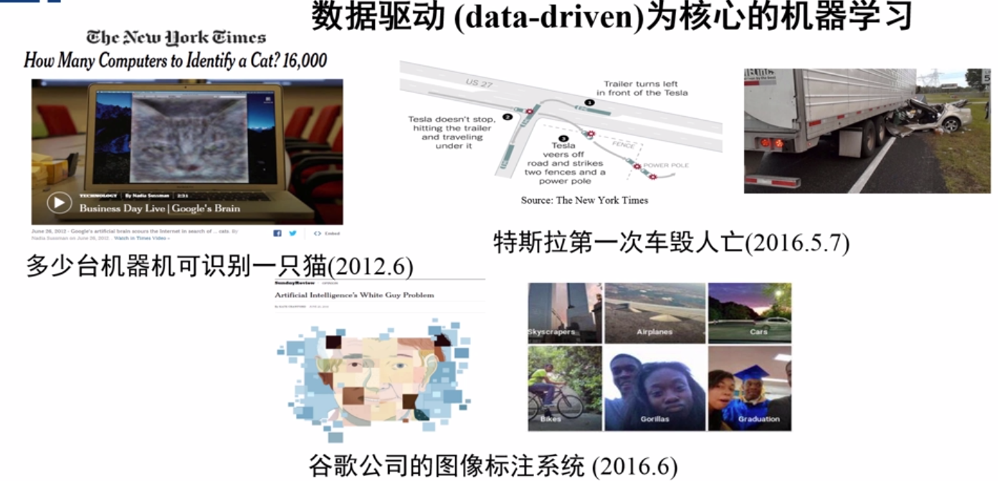 数据驱动 (data-driven)为核心的机器学习
The New York Times
How Many Computers to Identify a Cat? 16,000
TECHNOLOGY | By Nadia Sussman | 2:31
Business Day Live | Google's Brain
June 26, 2012 - Google's artificial brain scours the Internet in search of ... cats. By
Nadia Sussman on June 26, 2012. Watch in Times Video »
Embed
多少台机器机可识别一只猫(2012.6)
US 27
Trailer turns left
in front of the Tesla
1
2
Tesla doesn't stop,
hitting the trailer
and traveling
under it
3
Tesla
veers off
road and strikes
two fences and a
power pole
FENCE
POWER POLE
Source: The New York Times
特斯拉第一次车毁人亡(2016.5.7)
SundayReview | OPINION
Artificial Intelligence's White Guy Problem
Skyscrapers
Airplanes
Cars
Bikes
Gorillas
Graduation
谷歌公司的图像标注系统 (2016.6)